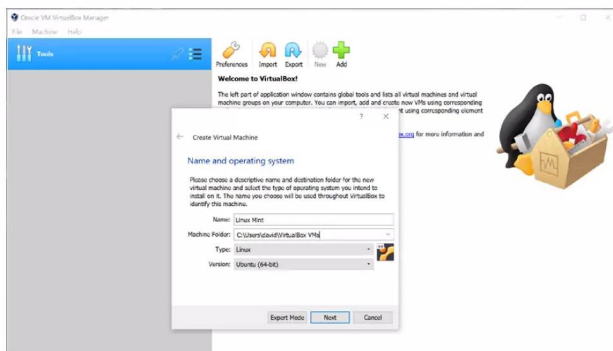 Oracle VM VirtualBox Manager
File Machine Help
Tools
Preferences Import Export New Add
Welcome to VirtualBox!
The left part of application window contains global tools and lists all virtual machines and virtual
machine groups on your computer. You can import, add and create new VMs using corresponding
using corresponding element
for more information and
? ×
Create Virtual Machine
Name and operating system
Please choose a descriptive name and destination folder for the new
virtual machine and select the type of operating system you intend to
install on it. The name you choose will be used throughout VirtualBox to
identify this machine.
Name: Linux Mint
Machine Folder: C:\Users\david\VirtualBox VMs
Type: Linux
Version: Ubuntu (64-bit)
Expert Mode Next Cancel